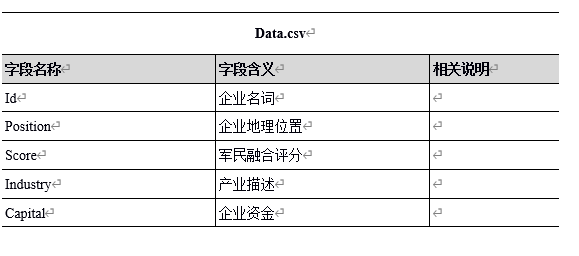 Data.csv
字段名称 字段含义 相关说明
Id 企业名词
Position 企业地理位置
Score 军民融合评分
Industry 产业描述
Capital 企业资金